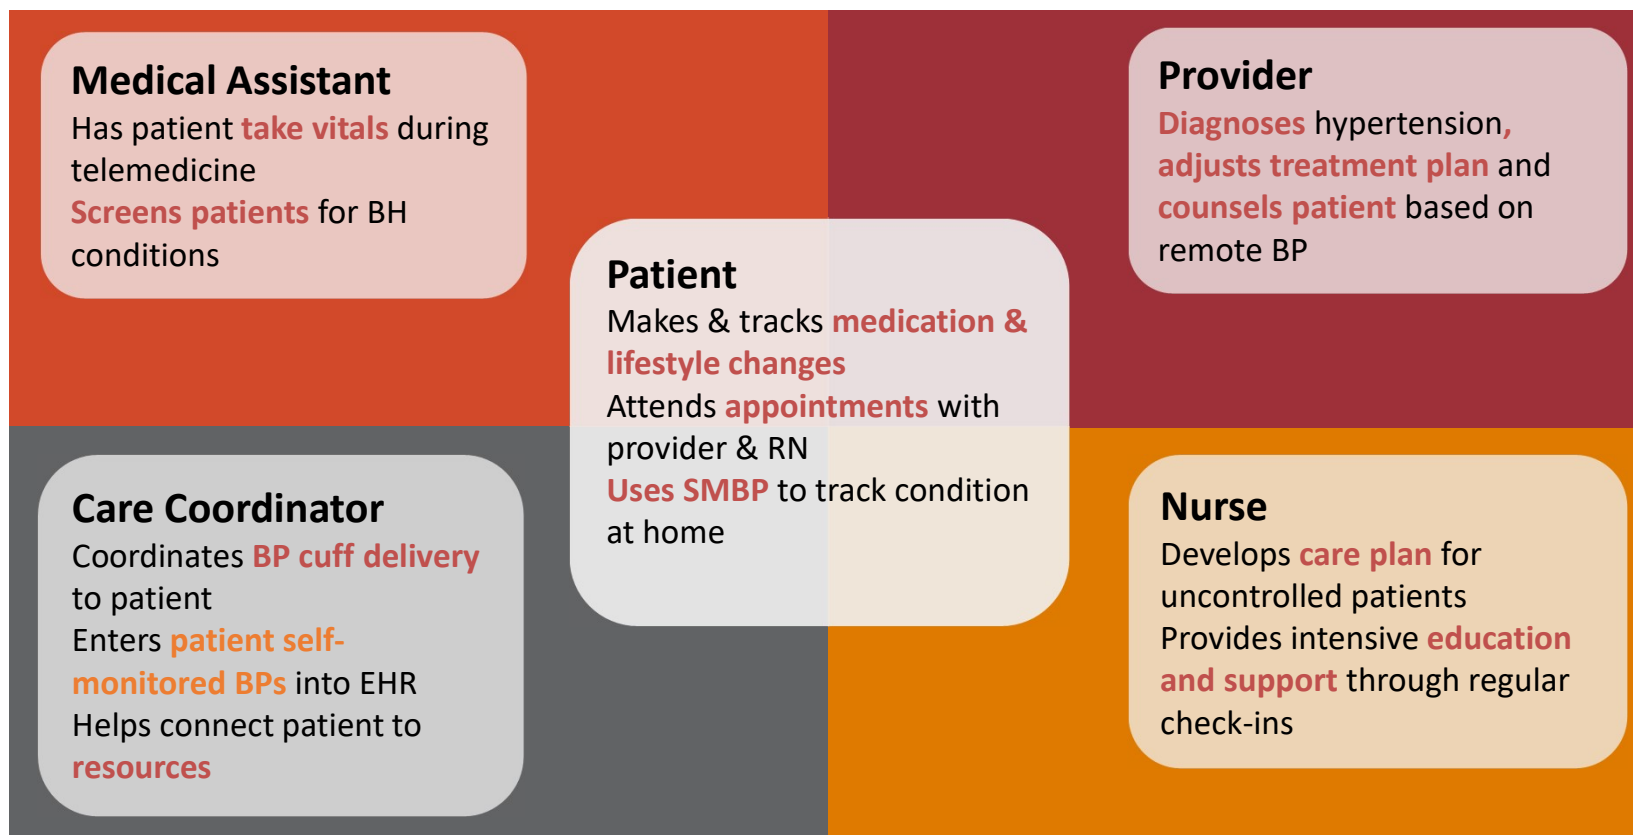 Medical Assistant
Has patient take vitals during
telemedicine
Screens patients for BH
conditions
Provider
Diagnoses hypertension,
adjusts treatment plan and
counsels patient based on
remote BP
Patient
Makes & tracks medication &
lifestyle changes
Attends appointments with
provider & RN
Uses SMBP to track condition
at home
Care Coordinator
Coordinates BP cuff delivery
to patient
Enters patient self-
monitored BPs into EHR
Helps connect patient to
resources
Nurse
Develops care plan for
uncontrolled patients
Provides intensive education
and support through regular
check-ins